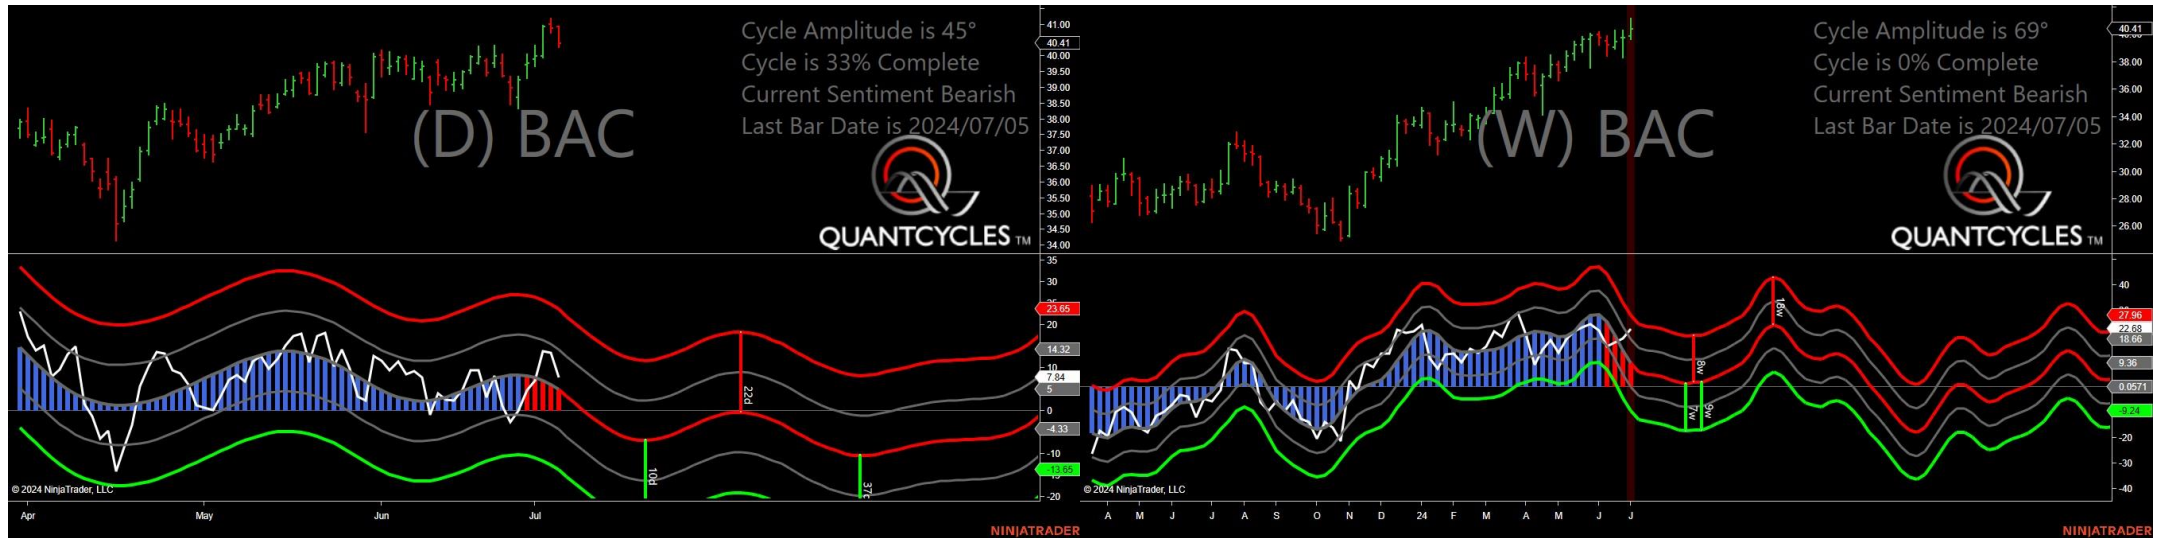 Cycle Amplitude is 45°
Cycle is 33% Complete
Current Sentiment Bearish
Last Bar Date is 2024/07/05
(D) BAC
QUANTCYCLES TM
41.00
40.41
40.00
39.50
39.00
38.50
38.00
37.50
37.00
36.50
36.00
35.50
35.00
34.50
34.00
35
30
23.65
20
14.32
10
7.84
5
0
-4.33
-10
-13.65
-20
22d
10d
© 2024 NinjaTrader, LLC
Apr May Jun Jul
NINJATRADER
Cycle Amplitude is 69°
Cycle is 0% Complete
Current Sentiment Bearish
Last Bar Date is 2024/07/05
(W) BAC
QUANTCYCLES TM
40.41
38.00
36.00
34.00
32.00
30.00
28.00
26.00
40
27.96
22.68
18.66
9.36
0.0571
-9.24
-20
-30
-40
18w
8w
7w
9w
© 2024 NinjaTrader, LLC
A M J J A S O N D 24 F M A M J J
NINJATRADER